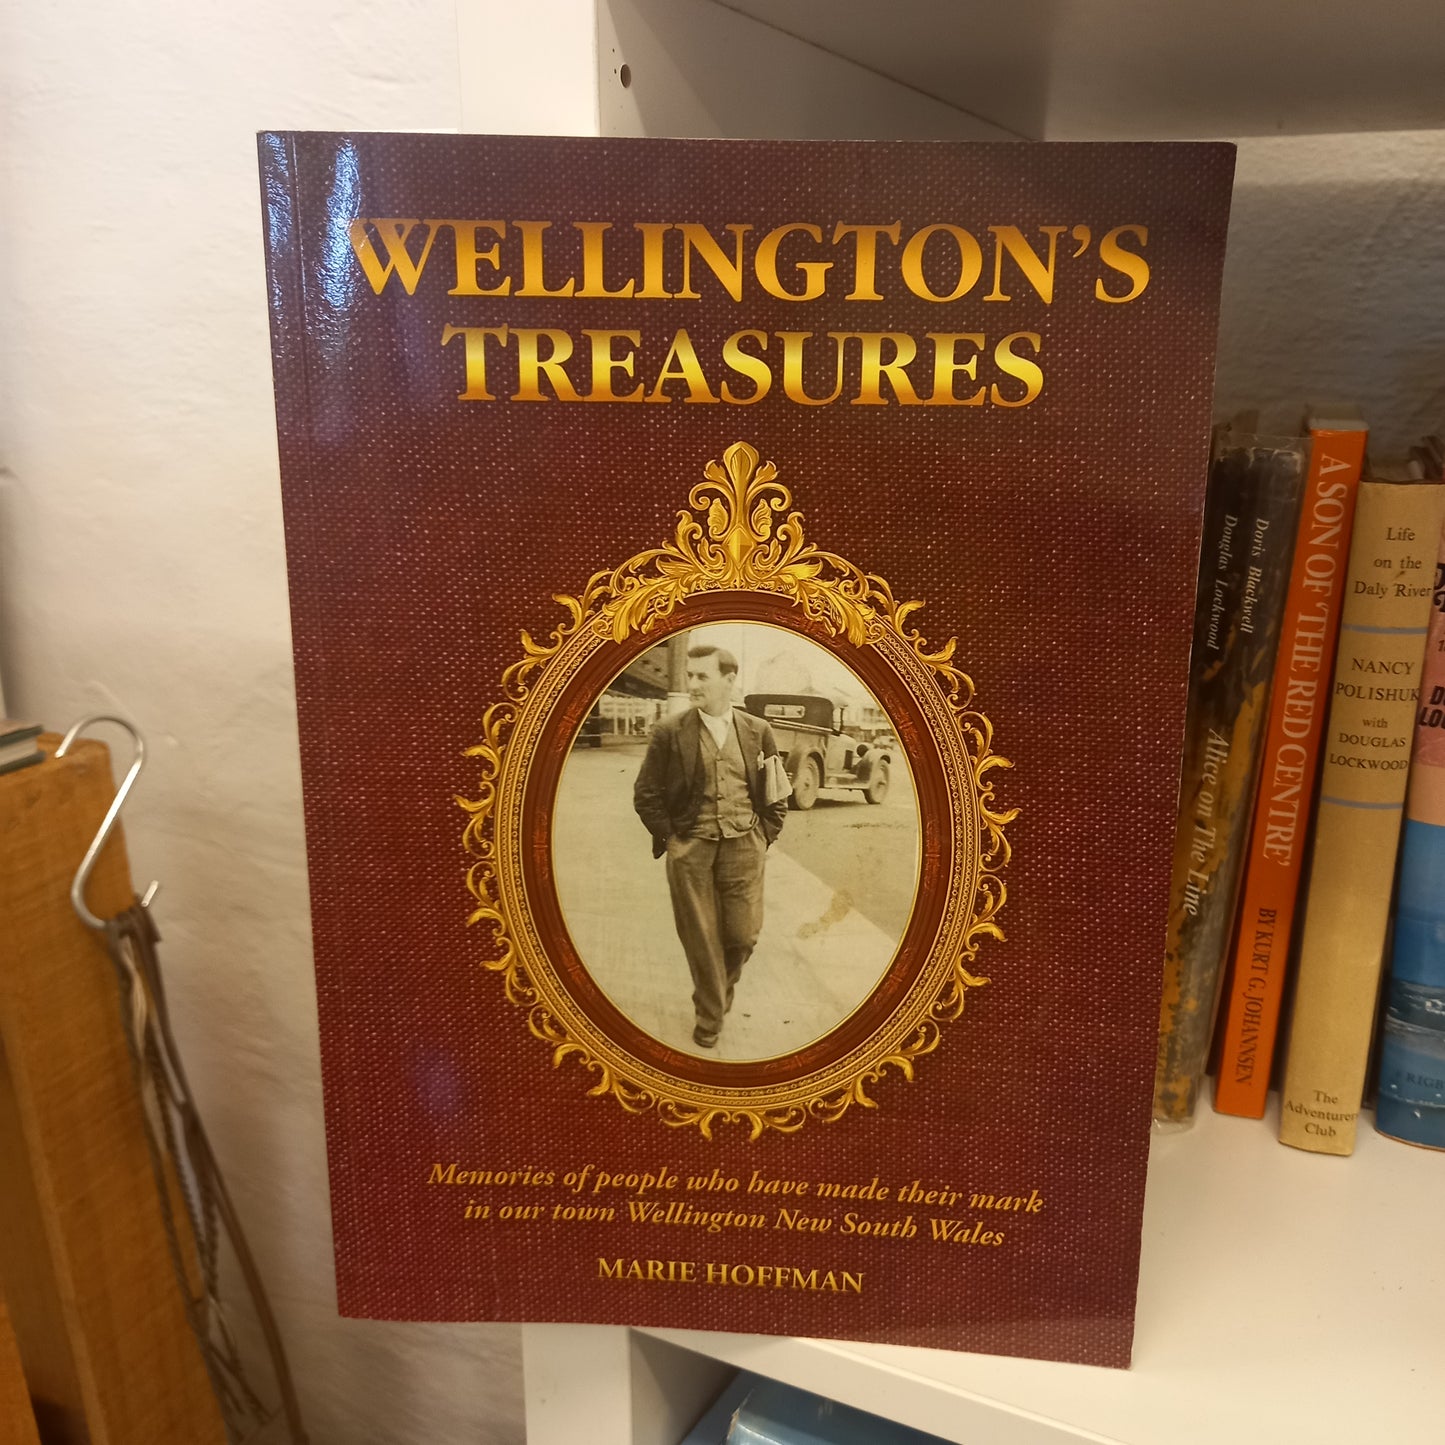 WELLINGTON'S
TREASURES
Memories of people who have made their mark
in our town Wellington New South Wales
MARIE HOFFMAN
Doris Blackwell
Douglas Lockwood
Alice on The Line
A SON OF 'THE RED CENTRE' BY KURT G. JOHANNSEN
Life
on the
Daly River
NANCY
POLISHUK
with
DOUGLAS
LOCKWOOD
The
Adventurers
Club